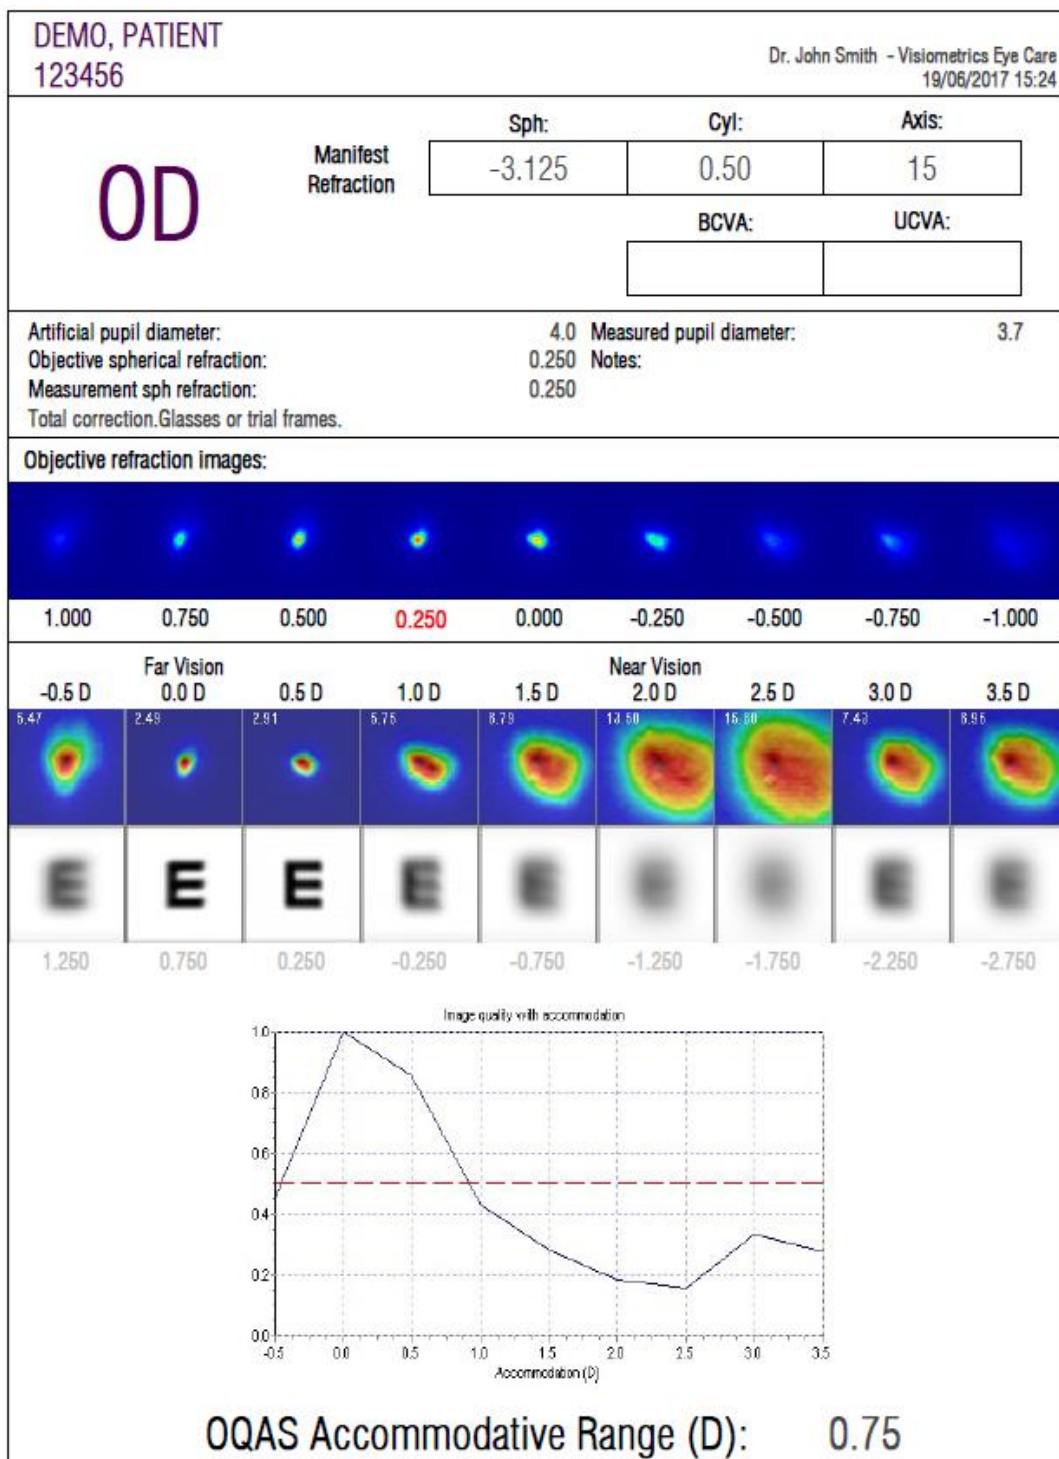 DEMO, PATIENT
123456
Dr. John Smith - Visiometrics Eye Care
19/06/2017 15:24
OD
Manifest Refraction
Sph: Cyl: Axis:
-3.125 0.50 15
BCVA: UCVA:
Artificial pupil diameter: 4.0 Measured pupil diameter: 3.7
Objective spherical refraction: 0.250 Notes:
Measurement sph refraction: 0.250
Total correction.Glasses or trial frames.
Objective refraction images:
1.000 0.750 0.500 0.250 0.000 -0.250 -0.500 -0.750 -1.000
Far Vision Near Vision
-0.5 D 0.0 D 0.5 D 1.0 D 1.5 D 2.0 D 2.5 D 3.0 D 3.5 D
5.47 2.49 2.91 5.75 8.79 13.50 15.80 7.43 8.95
E E E E E E E E
1.250 0.750 0.250 -0.250 -0.750 -1.250 -1.750 -2.250 -2.750
Image quality with accommodation
1.0
0.8
0.6
0.4
0.2
0.0
-0.5 0.0 0.5 1.0 1.5 2.0 2.5 3.0 3.5
Accommodation (D)
OQAS Accommodative Range (D): 0.75